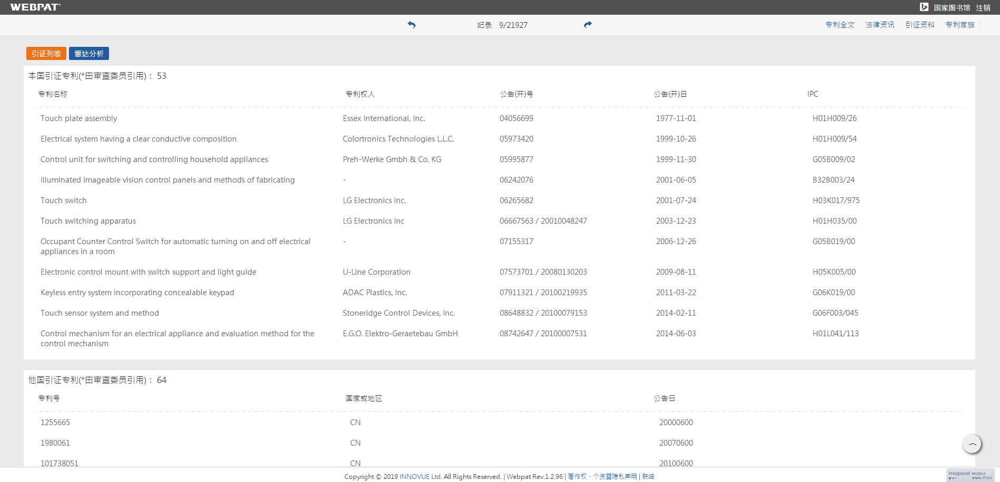 WEBPAT
国家图书馆 注销
纪录 9/21927
专利全文 法律资讯 引证资料 专利家族
引证列表 雷达分析
本国引证专利(*由审查委员引用)： 53
专利名称 专利权人 公告(开)号 公告(开)日 IPC
Touch plate assembly Essex International, Inc. 04056699 1977-11-01 H01H009/26
Electrical system having a clear conductive composition Colortronics Technologies L.L.C. 05973420 1999-10-26 H01H009/54
Control unit for switching and controlling household appliances Preh-Werke Gmbh & Co. KG 05995877 1999-11-30 G05B009/02
Illuminated imageable vision control panels and methods of fabricating - 06242076 2001-06-05 B32B003/24
Touch switch LG Electronics Inc. 06265682 2001-07-24 H03K017/975
Touch switching apparatus LG Electronics Inc 06667563 / 20010048247 2003-12-23 H01H035/00
Occupant Counter Control Switch for automatic turning on and off electrical - 07155317 2006-12-26 G05B019/00
appliances in a room
Electronic control mount with switch support and light guide U-Line Corporation 07573701 / 20080130203 2009-08-11 H05K005/00
Keyless entry system incorporating concealable keypad ADAC Plastics, Inc. 07911321 / 20100219935 2011-03-22 G06K019/00
Touch sensor system and method Stoneridge Control Devices, Inc. 08648832 / 20100079153 2014-02-11 G06F003/045
Control mechanism for an electrical appliance and evaluation method for the E.G.O. Elektro-Geraetebau GmbH 08742647 / 20100007531 2014-06-03 H01L041/113
control mechanism
他国引证专利(*由审查委员引用)： 64
专利号 国家或地区 公告日
1255665 CN 20000600
1980061 CN 20070600
101738051 CN 20100600
Copyright © 2019 INNOVUE Ltd. All Rights Reserved. | Webpat Rev.1.2.96 | 著作权、个资暨隐私声明 | 联络
mixpanel MOBILE
ANALYTICS